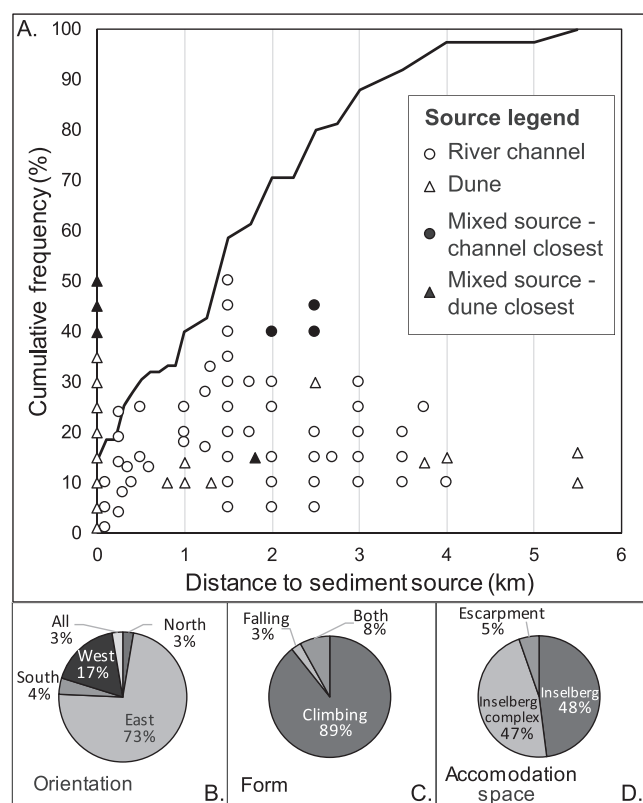 A.
100
90
80
70
60
50
40
30
20
10
0
Cumulative frequency (%)
0 1 2 3 4 5 6
Distance to sediment source (km)
Source legend
River channel
Dune
Mixed source -
channel closest
Mixed source -
dune closest
All
3%
North
3%
West
17%
South
4%
East
73%
Orientation
B.
Falling
3%
Both
8%
Climbing
89%
Form
C.
Escarpment
5%
Inselberg
48%
Inselberg
complex
47%
Accomodation
space
D.